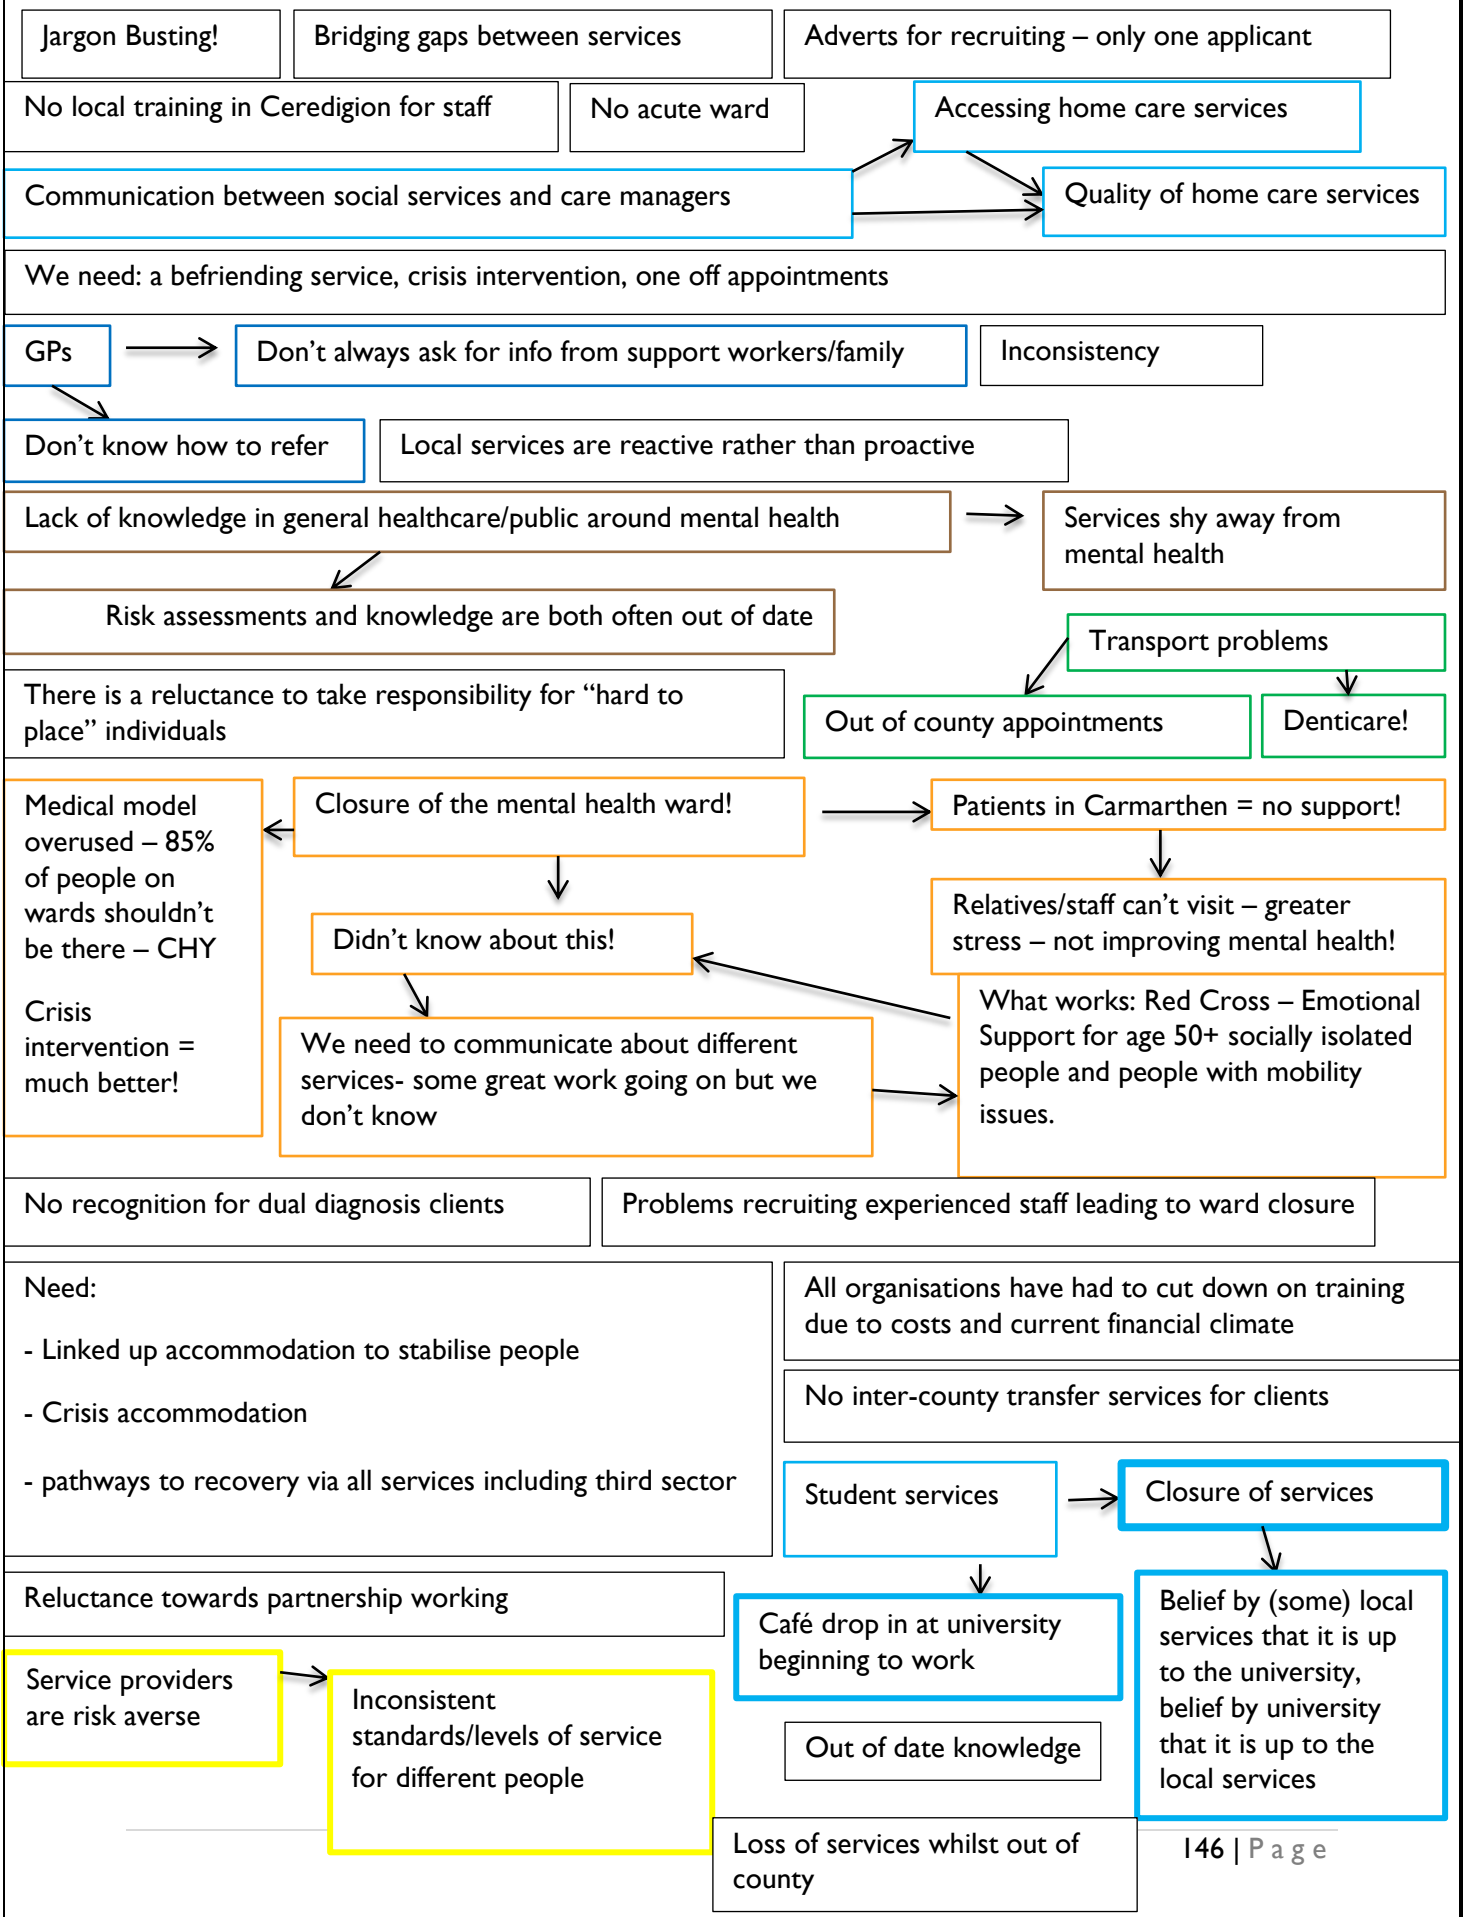 Jargon Busting!
Bridging gaps between services
Adverts for recruiting – only one applicant
No local training in Ceredigion for staff
No acute ward
Accessing home care services
Communication between social services and care managers
Quality of home care services
We need: a befriending service, crisis intervention, one off appointments
GPs
Don't always ask for info from support workers/family
Inconsistency
Don't know how to refer
Local services are reactive rather than proactive
Lack of knowledge in general healthcare/public around mental health
Services shy away from
mental health
Risk assessments and knowledge are both often out of date
Transport problems
There is a reluctance to take responsibility for “hard to
place” individuals
Out of county appointments
Denticare!
Medical model
overused – 85%
of people on
wards shouldn't
be there – CHY
Crisis
intervention =
much better!
Closure of the mental health ward!
Patients in Carmarthen = no support!
Relatives/staff can't visit – greater
stress – not improving mental health!
Didn't know about this!
What works: Red Cross – Emotional
Support for age 50+ socially isolated
people and people with mobility
issues.
We need to communicate about different
services- some great work going on but we
don't know
No recognition for dual diagnosis clients
Problems recruiting experienced staff leading to ward closure
Need:
- Linked up accommodation to stabilise people
- Crisis accommodation
- pathways to recovery via all services including third sector
All organisations have had to cut down on training
due to costs and current financial climate
No inter-county transfer services for clients
Student services
Closure of services
Reluctance towards partnership working
Café drop in at university
beginning to work
Belief by (some) local
services that it is up
to the university,
belief by university
that it is up to the
local services
Service providers
are risk averse
Inconsistent
standards/levels of service
for different people
Out of date knowledge
Loss of services whilst out of
county
146 | Page